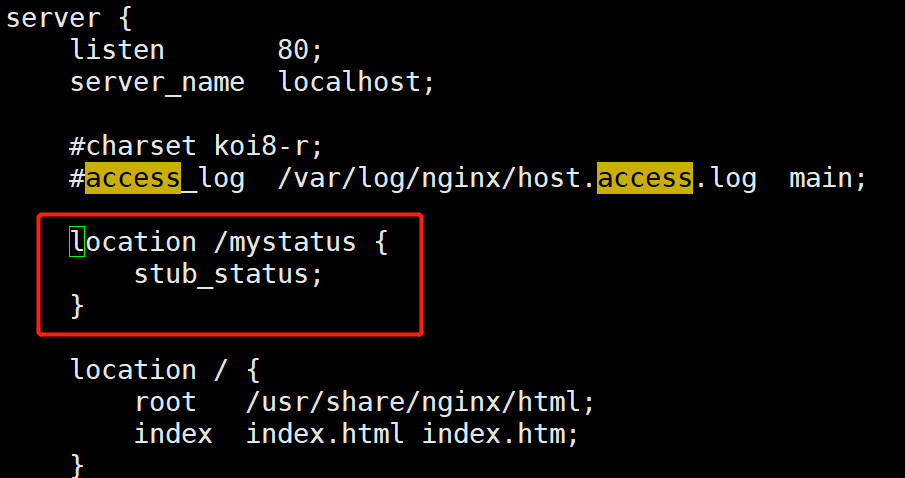 server {
    listen       80;
    server_name  localhost;
    #charset koi8-r;
    #access_log  /var/log/nginx/host.access.log  main;
    location /mystatus {
        stub_status;
    }
    location / {
        root   /usr/share/nginx/html;
        index  index.html index.htm;
    }